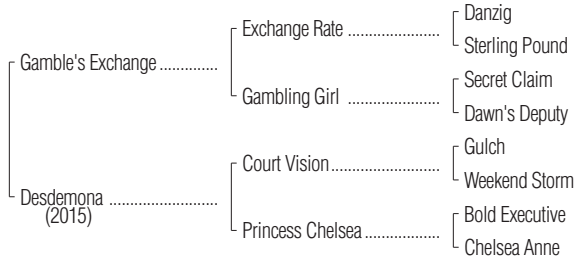 Danzig
Exchange Rate ......................
Sterling Pound
Gamble's Exchange ..............
Secret Claim
Gambling Girl ......................
Dawn's Deputy
Gulch
Court Vision..........................
Weekend Storm
Desdemona ..........................
(2015)
Bold Executive
Princess Chelsea ..................
Chelsea Anne